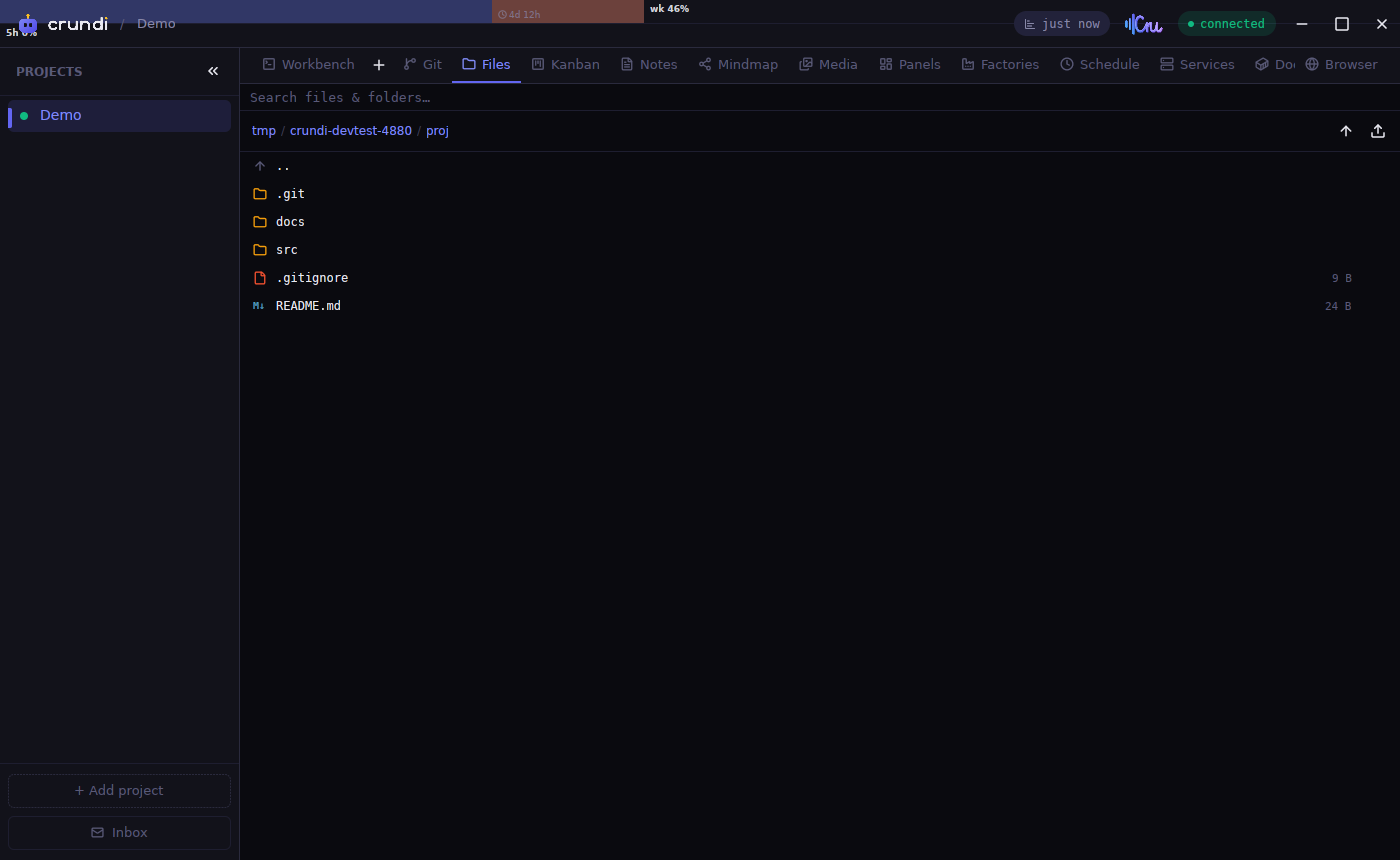 4d 12h
wk 46%
5h 0%
crundi / Demo
just now
Cru
connected
PROJECTS
Workbench
Git
Files
Kanban
Notes
Mindmap
Media
Panels
Factories
Schedule
Services
Doc
Browser
Demo
Search files & folders…
tmp / crundi-devtest-4880 / proj
..
.git
docs
src
.gitignore 9 B
M↓ README.md 24 B
+ Add project
Inbox